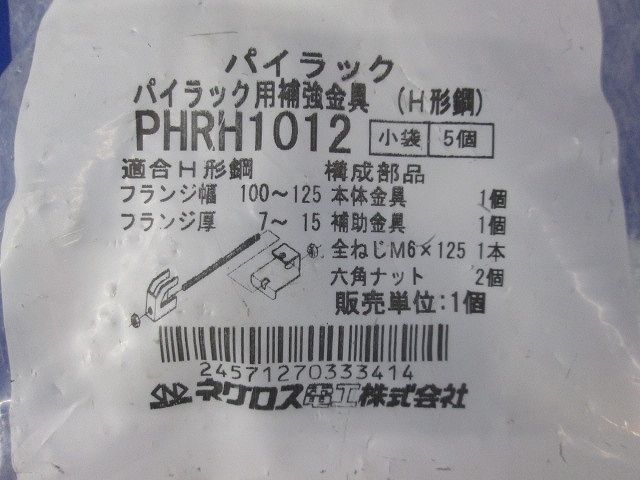 パイラック
パイラック用補強金具 (H形鋼)
PHRH1012 小袋 5個
適合H形鋼 構成部品
フランジ幅 100～125 本体金具 1個
フランジ厚 7～ 15 補助金具 1個
全ねじM6×125 1本
六角ナット 2個
販売単位:1個
24571270333414
ネグロス電工株式会社